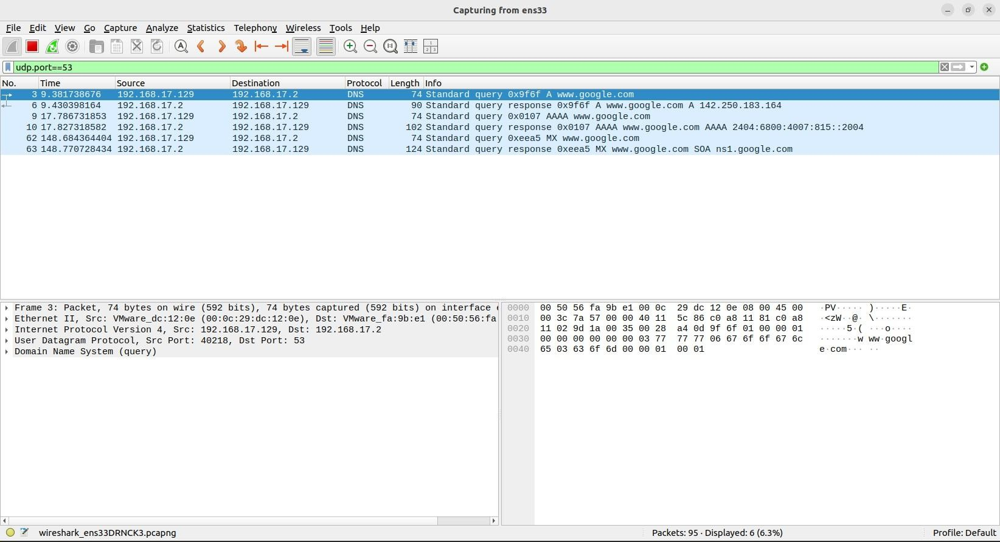 Capturing from ens33
File Edit View Go Capture Analyze Statistics Telephony Wireless Tools Help
udp.port==53
No. Time Source Destination Protocol Length Info
3 9.381738676 192.168.17.129 192.168.17.2 DNS 74 Standard query 0x9f6f A www.google.com
6 9.430398164 192.168.17.2 192.168.17.129 DNS 90 Standard query response 0x9f6f A www.google.com A 142.250.183.164
9 17.786731853 192.168.17.129 192.168.17.2 DNS 74 Standard query 0x0107 AAAA www.google.com
10 17.827318582 192.168.17.2 192.168.17.129 DNS 102 Standard query response 0x0107 AAAA www.google.com AAAA 2404:6800:4007:815::2004
62 148.684364404 192.168.17.129 192.168.17.2 DNS 74 Standard query 0xeea5 MX www.google.com
63 148.770728434 192.168.17.2 192.168.17.129 DNS 124 Standard query response 0xeea5 MX www.google.com SOA ns1.google.com
Frame 3: Packet, 74 bytes on wire (592 bits), 74 bytes captured (592 bits) on interface
Ethernet II, Src: VMware_dc:12:0e (00:0c:29:dc:12:0e), Dst: VMware_fa:9b:e1 (00:50:56:fa
Internet Protocol Version 4, Src: 192.168.17.129, Dst: 192.168.17.2
User Datagram Protocol, Src Port: 40218, Dst Port: 53
Domain Name System (query)
0000 00 50 56 fa 9b e1 00 0c 29 dc 12 0e 08 00 45 00 ·PV·····)·····E·
0010 00 3c 7a 57 00 00 40 11 5c 86 c0 a8 11 81 c0 a8 ·<zW··@·\·······
0020 11 02 9d 1a 00 35 00 28 a4 0d 9f 6f 01 00 00 01 ·····5·(···o····
0030 00 00 00 00 00 00 03 77 77 77 06 67 6f 6f 67 6c ·······w ww·googl
0040 65 03 63 6f 6d 00 00 01 00 01 e·com··· ··
wireshark_ens33DRNCK3.pcapng Packets: 95 · Displayed: 6 (6.3%) Profile: Default